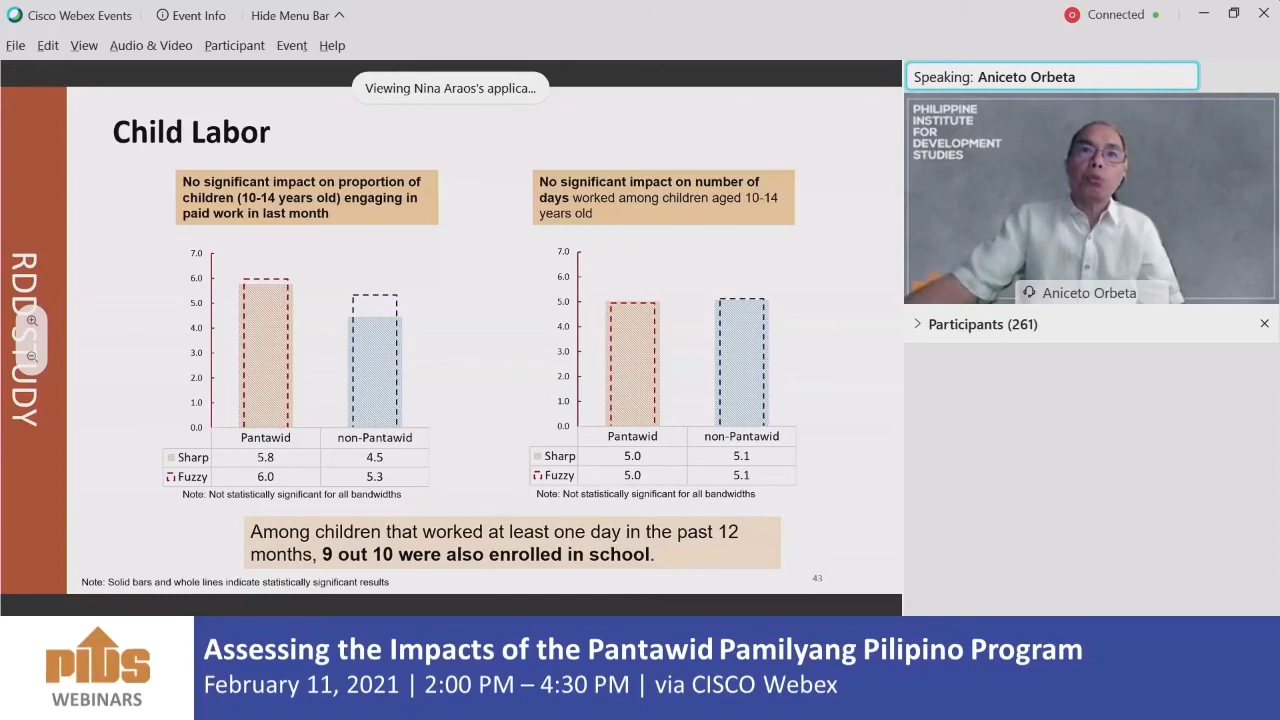 Cisco Webex Events
Event Info
Hide Menu Bar
Connected
File Edit View Audio & Video Participant Event Help
Viewing Nina Araos's applica...
Speaking: Aniceto Orbeta
PHILIPPINE
INSTITUTE
FOR
DEVELOPMENT
STUDIES
Aniceto Orbeta
Participants (261)
RDD STUDY
Child Labor
No significant impact on proportion of
children (10-14 years old) engaging in
paid work in last month
7.0
6.0
5.0
4.0
3.0
2.0
1.0
0.0
Pantawid non-Pantawid
Sharp 5.8 4.5
Fuzzy 6.0 5.3
Note: Not statistically significant for all bandwidths
No significant impact on number of
days worked among children aged 10-14
years old
7.0
6.0
5.0
4.0
3.0
2.0
1.0
0.0
Pantawid non-Pantawid
Sharp 5.0 5.1
Fuzzy 5.0 5.1
Note: Not statistically significant for all bandwidths
Among children that worked at least one day in the past 12
months, 9 out 10 were also enrolled in school.
Note: Solid bars and whole lines indicate statistically significant results
43
PIDS
WEBINARS
Assessing the Impacts of the Pantawid Pamilyang Pilipino Program
February 11, 2021 | 2:00 PM – 4:30 PM | via CISCO Webex